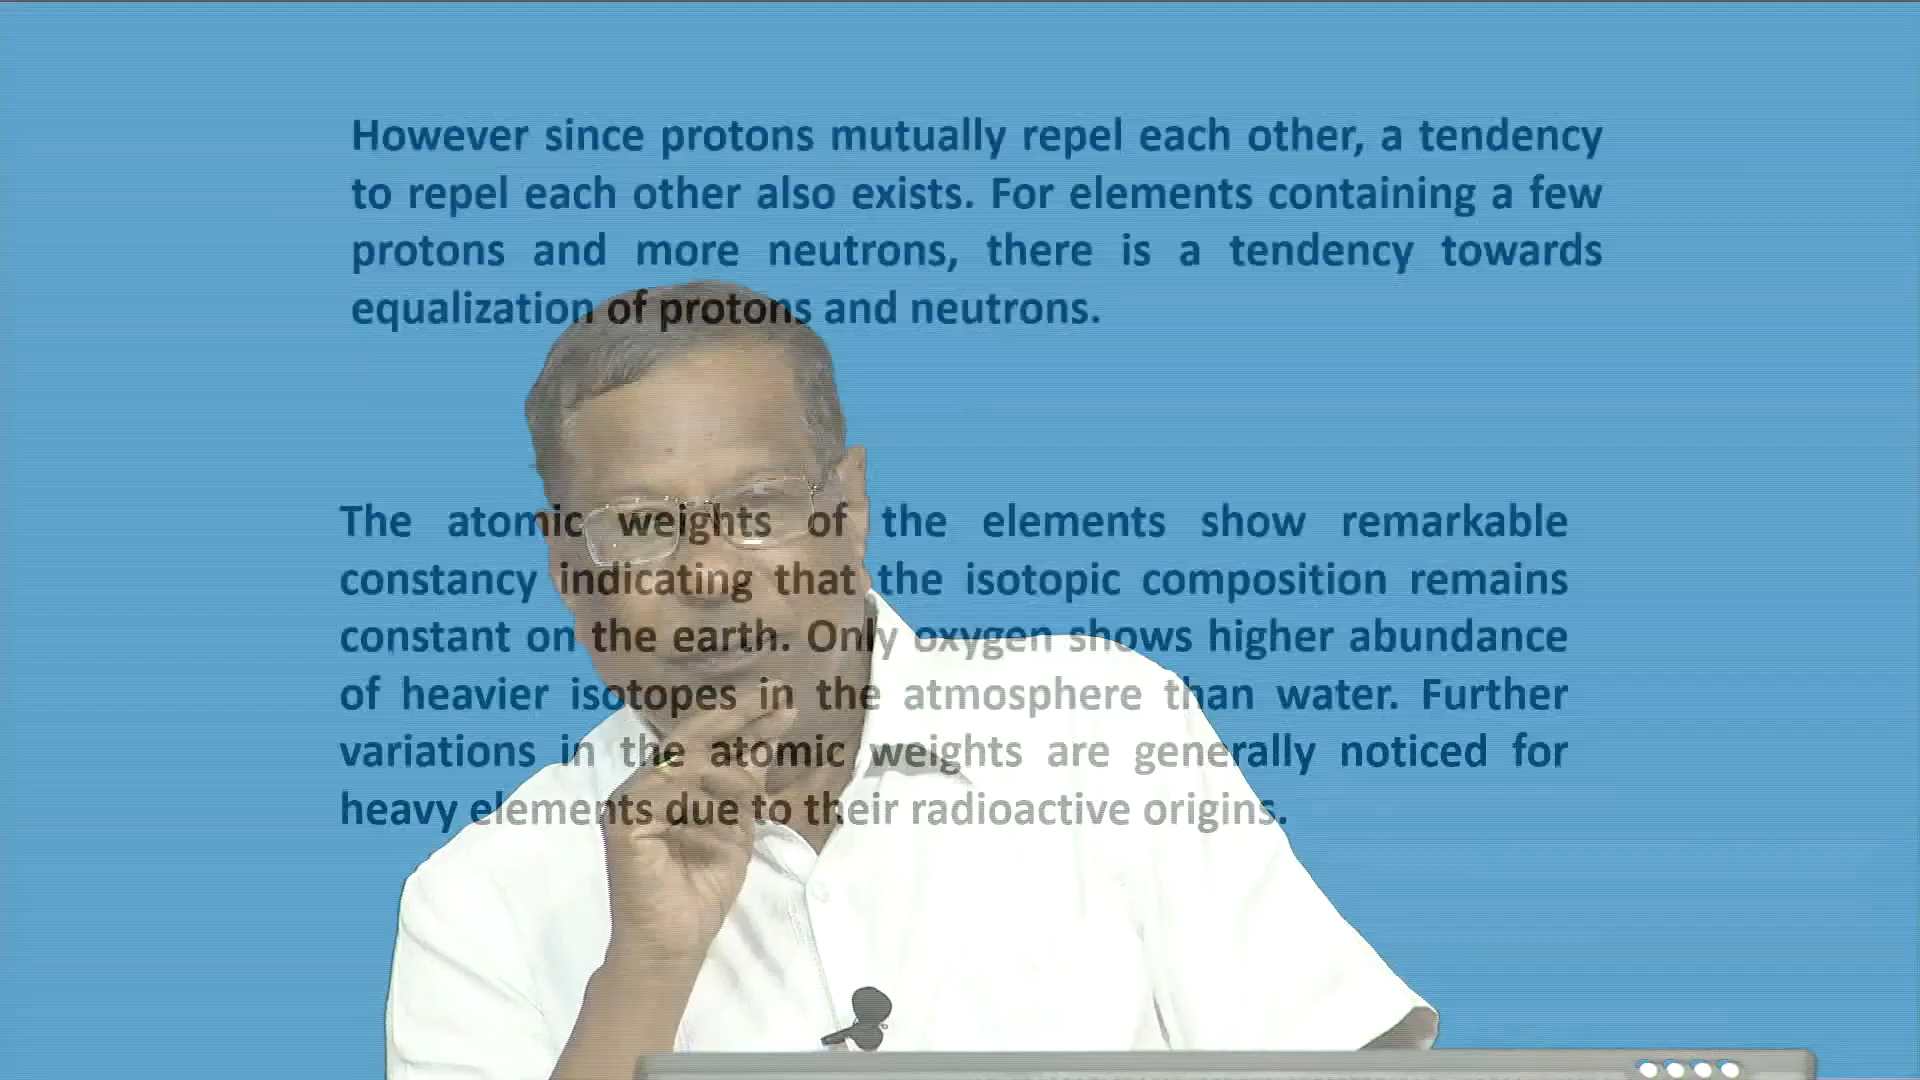 However since protons mutually repel each other, a tendency
to repel each other also exists. For elements containing a few
protons and more neutrons, there is a tendency towards
equalization of protons and neutrons.
The atomic weights of the elements show remarkable
constancy indicating that the isotopic composition remains
constant on the earth. Only oxygen shows higher abundance
of heavier isotopes in the atmosphere than water. Further
variations in the atomic weights are generally noticed for
heavy elements due to their radioactive origins.